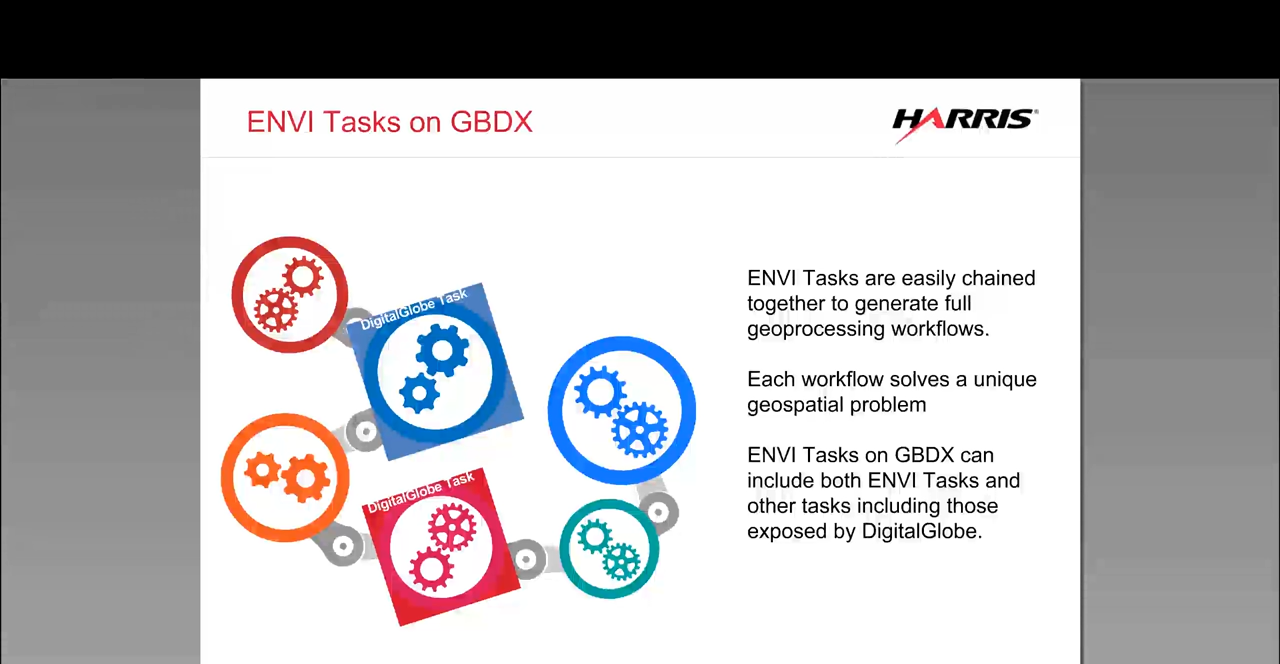 ENVI Tasks on GBDX
HARRIS®
DigitalGlobe Task
DigitalGlobe Task
ENVI Tasks are easily chained
together to generate full
geoprocessing workflows.
Each workflow solves a unique
geospatial problem
ENVI Tasks on GBDX can
include both ENVI Tasks and
other tasks including those
exposed by DigitalGlobe.